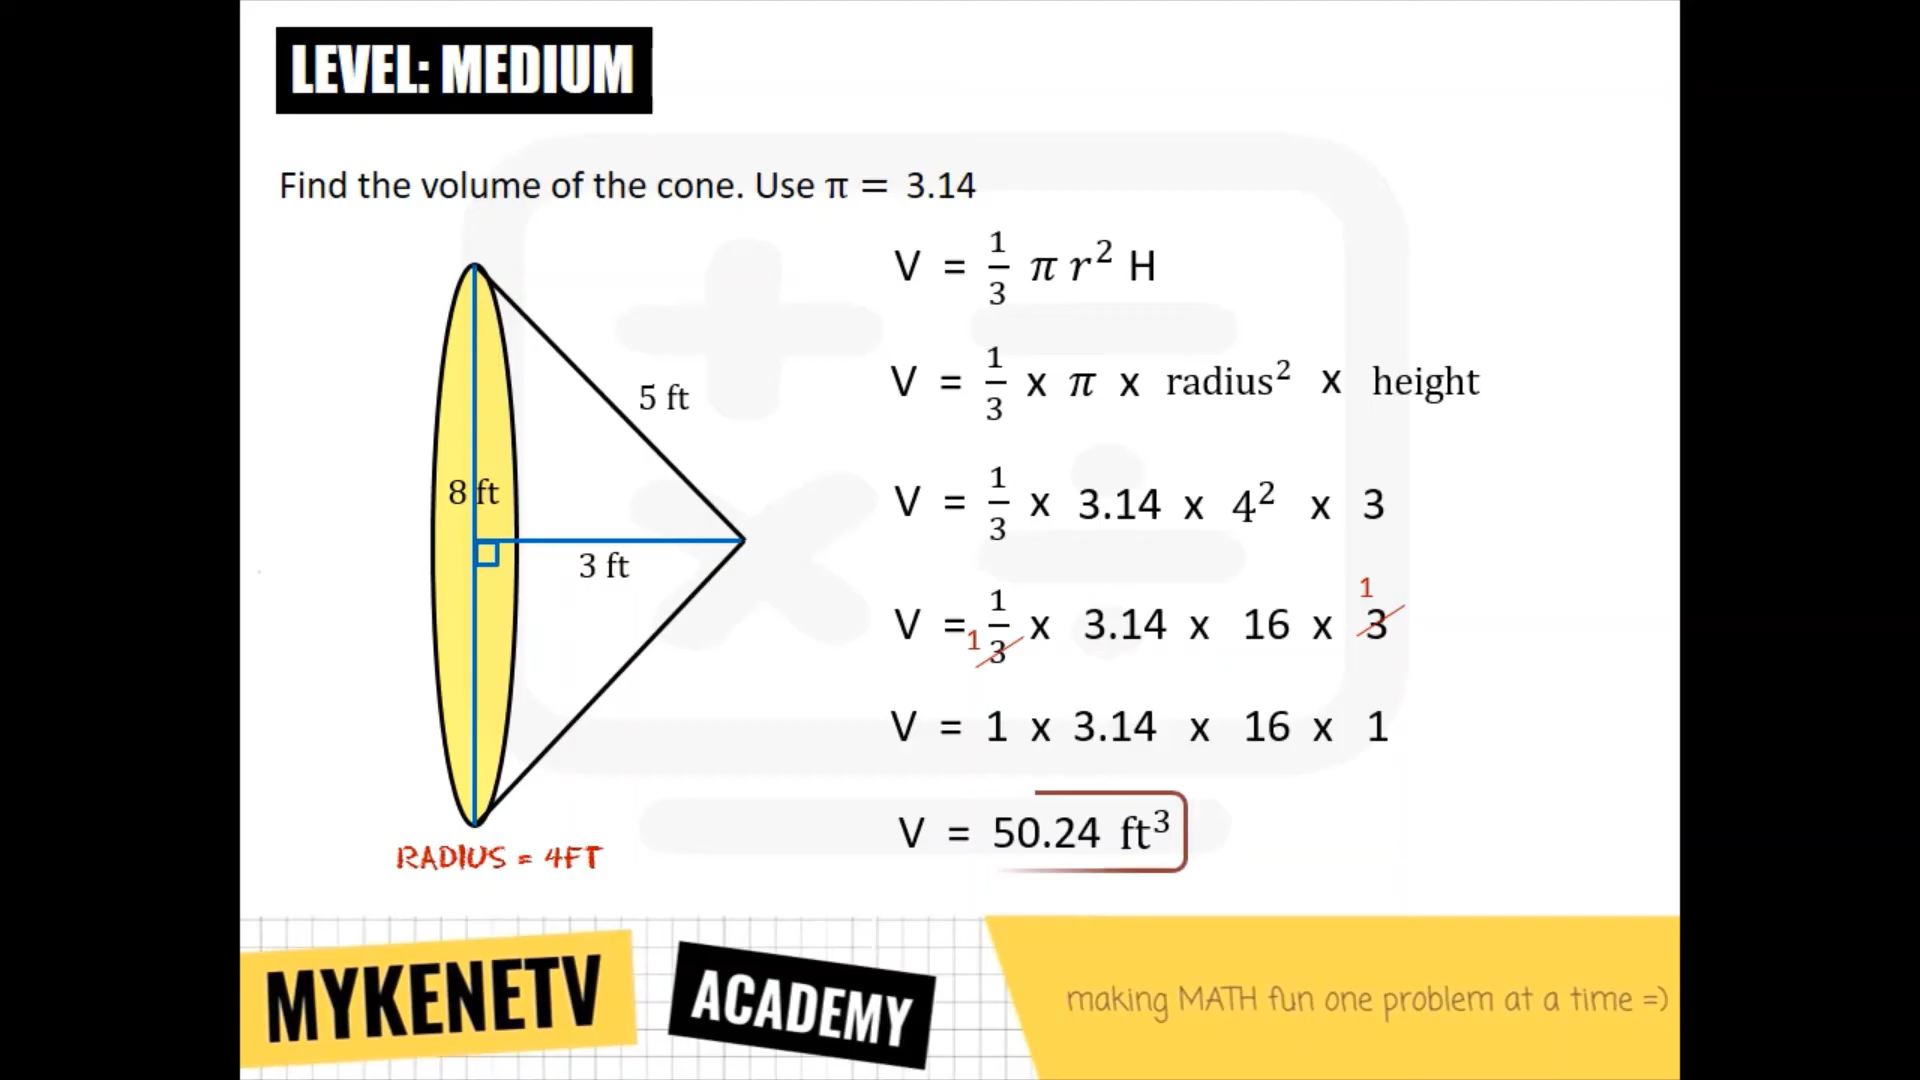 LEVEL: MEDIUM
Find the volume of the cone. Use π = 3.14
V = 1/3 π r² H
V = 1/3 x π x radius² x height
5 ft
8 ft
V = 1/3 x 3.14 x 4² x 3
3 ft
1
V = 1/3 x 3.14 x 16 x 3
1
V = 1 x 3.14 x 16 x 1
V = 50.24 ft³
RADIUS = 4FT
MYKENETV
ACADEMY
making MATH fun one problem at a time =)